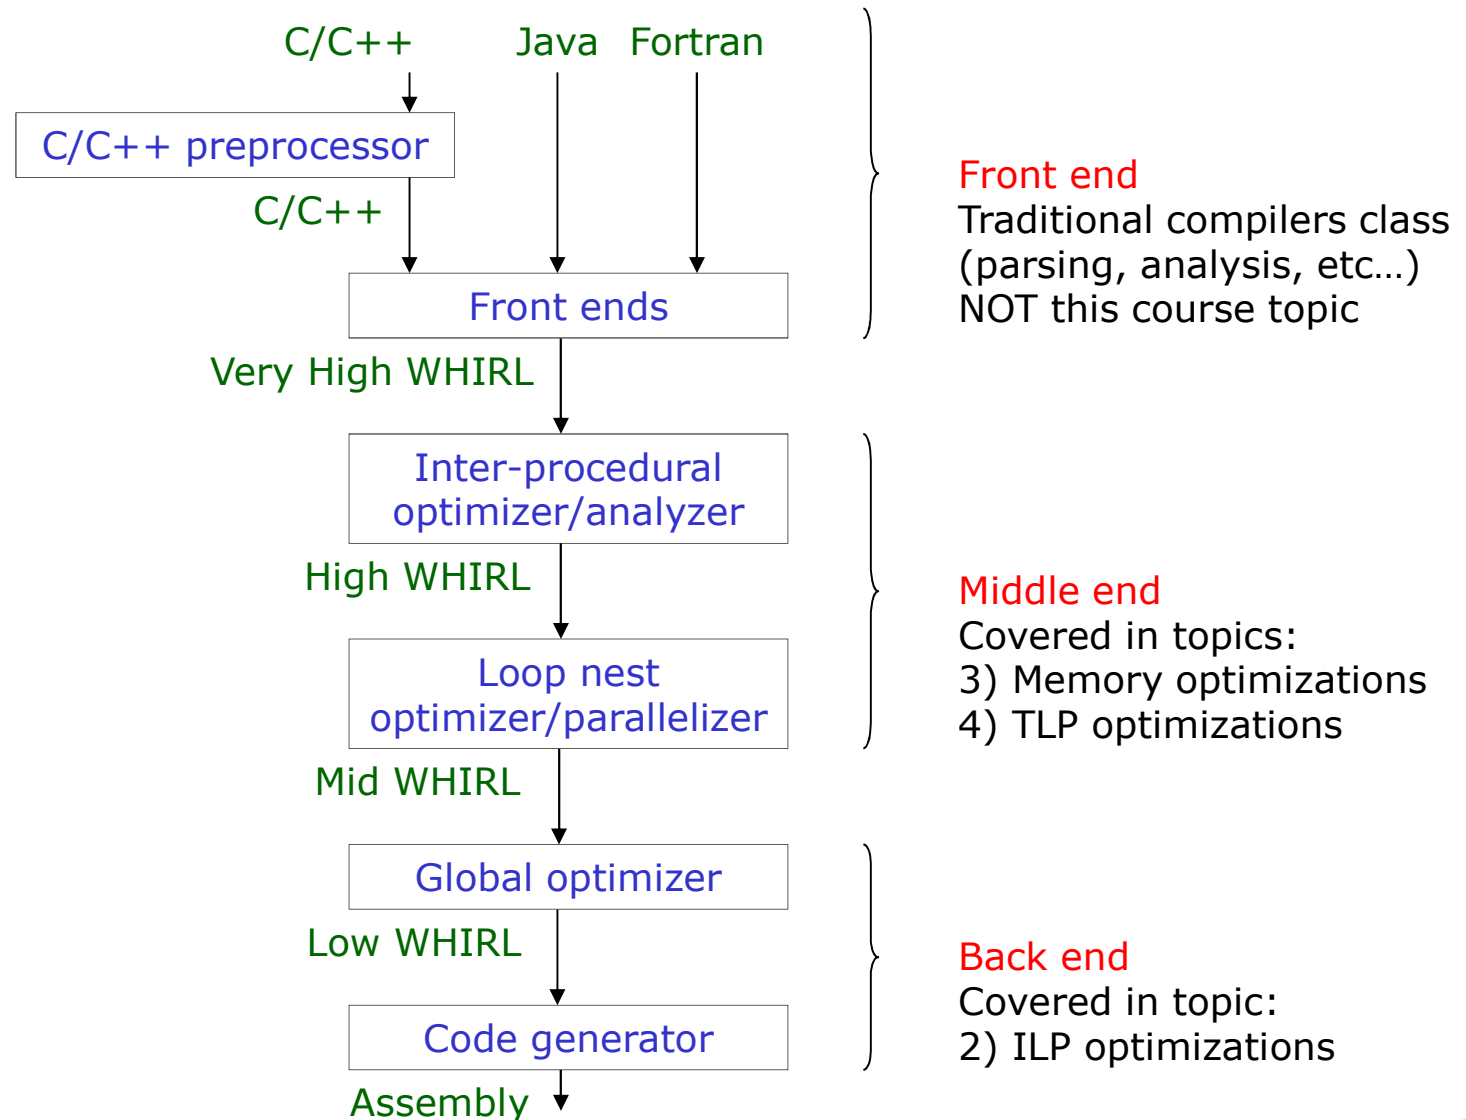 C/C++ Java Fortran
C/C++ preprocessor
C/C++
Front ends
Very High WHIRL
Inter-procedural
optimizer/analyzer
High WHIRL
Loop nest
optimizer/parallelizer
Mid WHIRL
Global optimizer
Low WHIRL
Code generator
Assembly
Front end
Traditional compilers class
(parsing, analysis, etc…)
NOT this course topic
Middle end
Covered in topics:
3) Memory optimizations
4) TLP optimizations
Back end
Covered in topic:
2) ILP optimizations